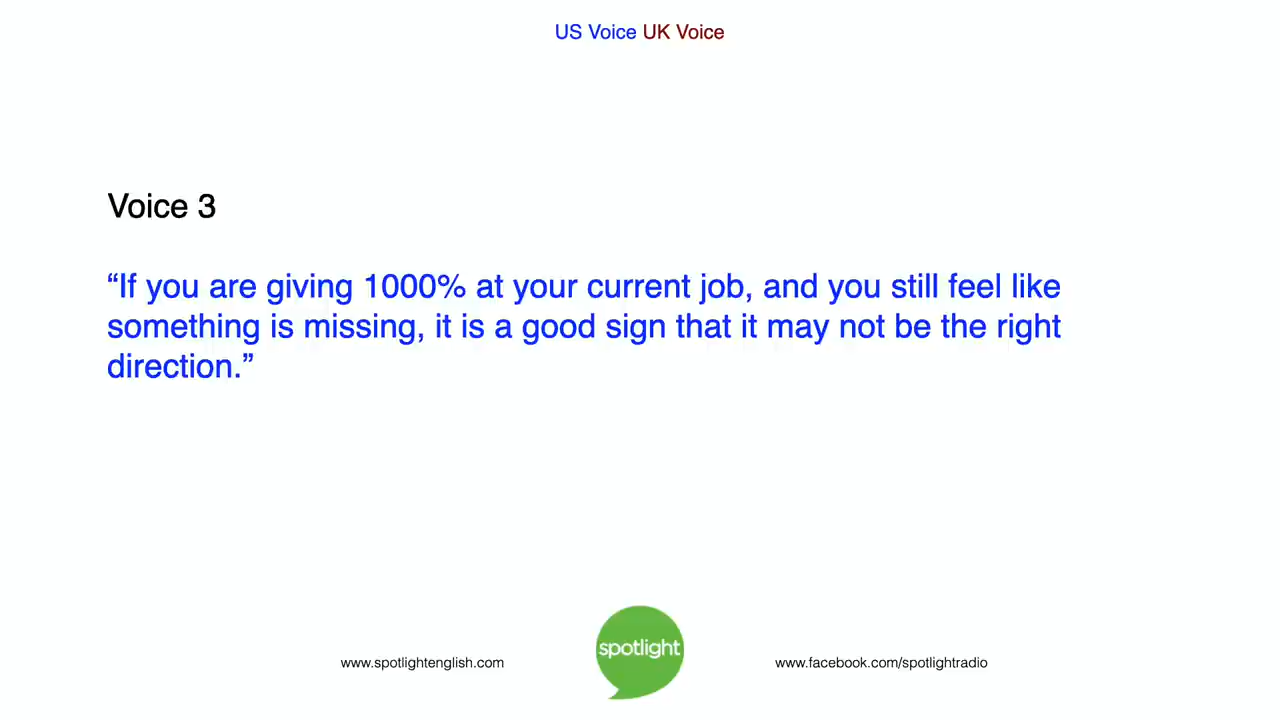 US Voice UK Voice
Voice 3
“If you are giving 1000% at your current job, and you still feel like
something is missing, it is a good sign that it may not be the right
direction.”
spotlight
www.spotlightenglish.com
www.facebook.com/spotlightradio